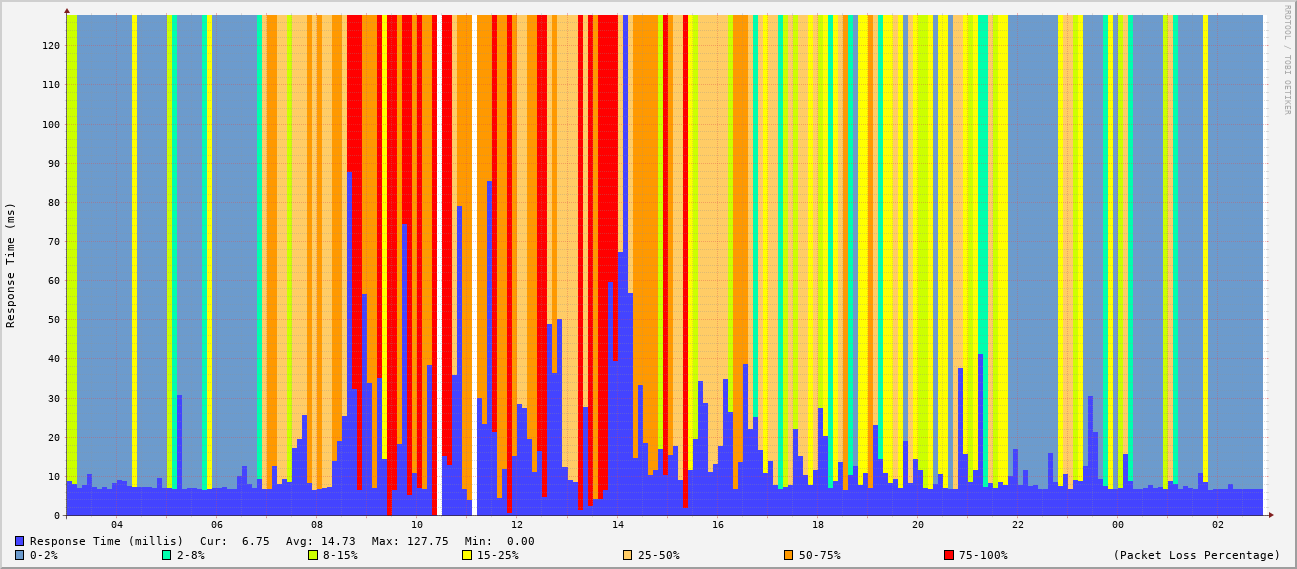 RRDTOOL / TOBI OETIKER
Response Time (ms)
120
110
100
90
80
70
60
50
40
30
20
10
0
04 06 08 10 12 14 16 18 20 22 00 02
Response Time (millis) Cur: 6.75 Avg: 14.73 Max: 127.75 Min: 0.00
0-2% 2-8% 8-15% 15-25% 25-50% 50-75% 75-100% (Packet Loss Percentage)